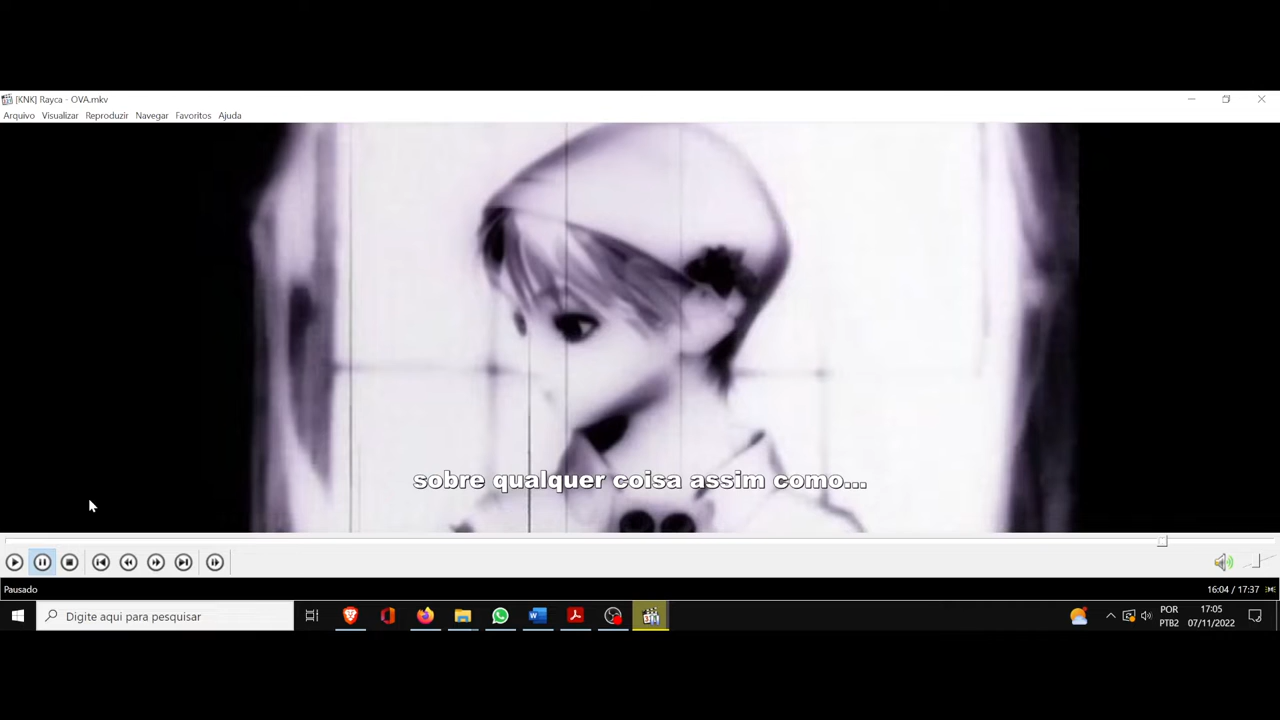 [KNK] Rayca - OVA.mkv
Arquivo Visualizar Reproduzir Navegar Favoritos Ajuda
sobre qualquer coisa assim como...
Pausado
16:04 / 17:37
Digite aqui para pesquisar
POR
PTB2
17:05
07/11/2022